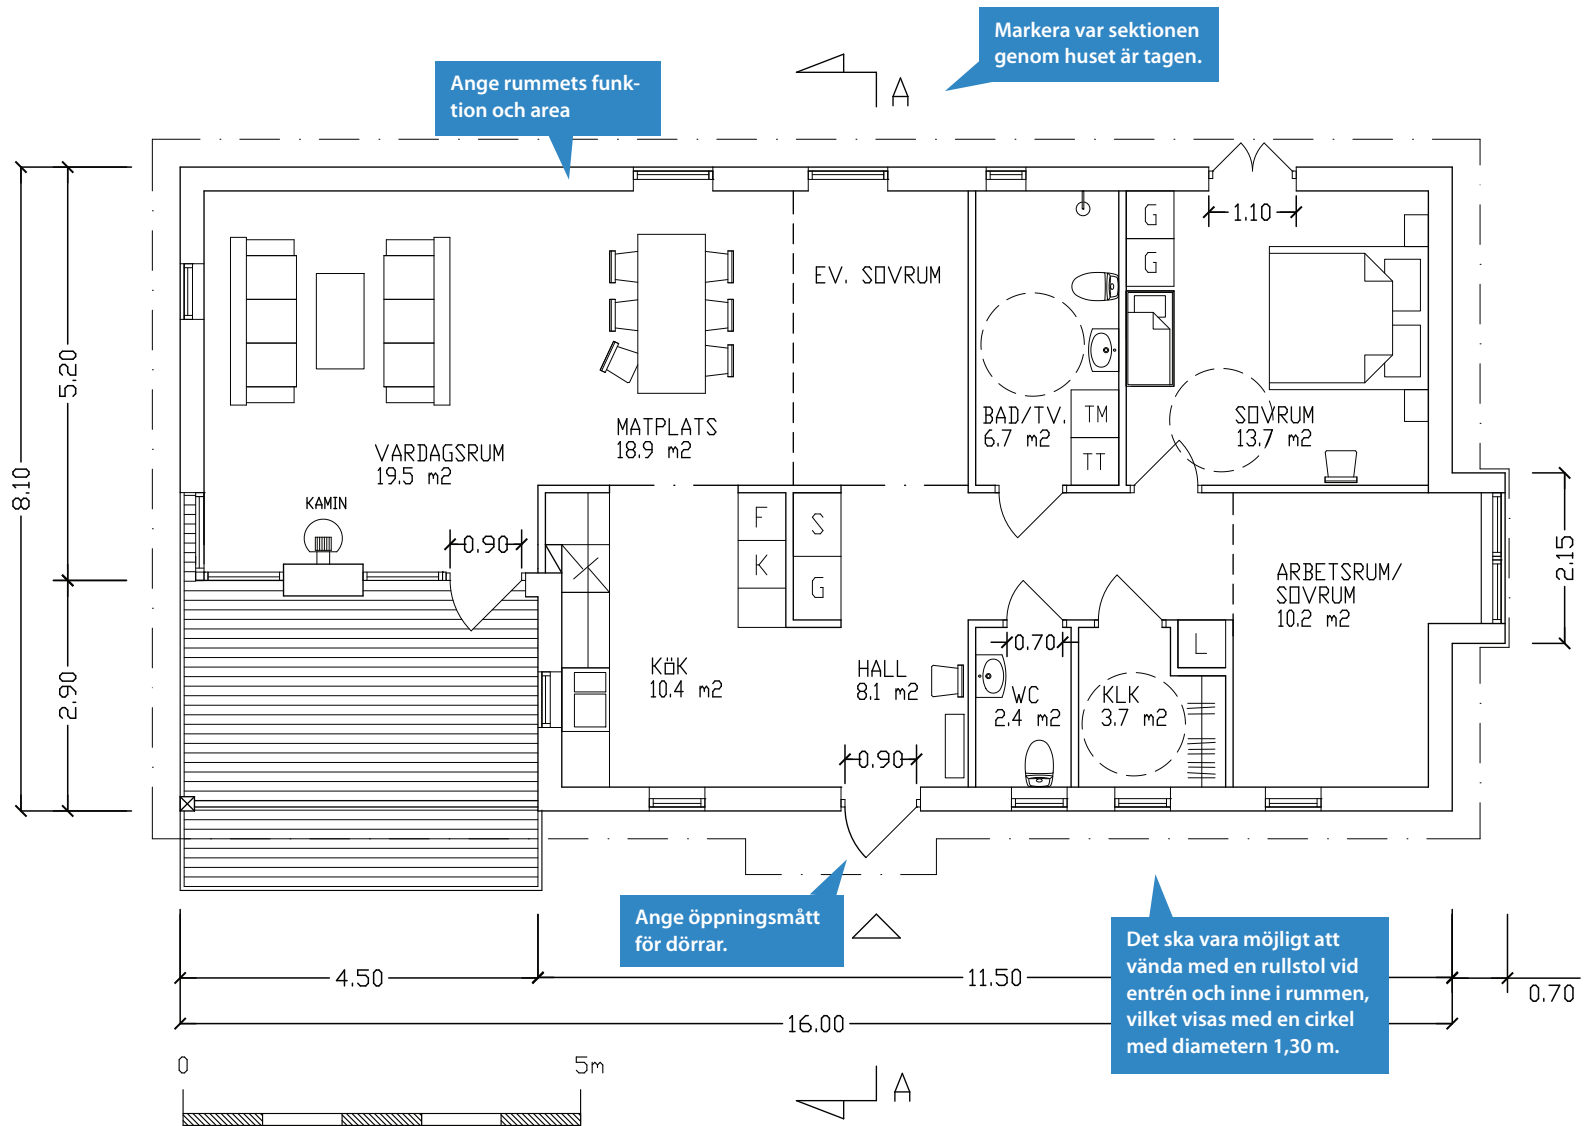 Markera var sektionen
genom huset är tagen.
Ange rummets funk-
tion och area
A
G
1.10
G
EV. SOVRUM
5.20
MATPLATS
18.9 m2
BAD/TV.
6.7 m2
TM
SOVRUM
13.7 m2
VARDAGSRUM
19.5 m2
TT
8.10
KAMIN
F
S
0.90
K
G
2.15
ARBETSRUM/
SOVRUM
10.2 m2
0.70
L
KÖK
10.4 m2
HALL
8.1 m2
2.90
WC
2.4 m2
KLK
3.7 m2
0.90
Ange öppningsmått
för dörrar.
Det ska vara möjligt att
vända med en rullstol vid
entrén och inne i rummen,
vilket visas med en cirkel
med diametern 1,30 m.
4.50
11.50
0.70
16.00
0
5m
A